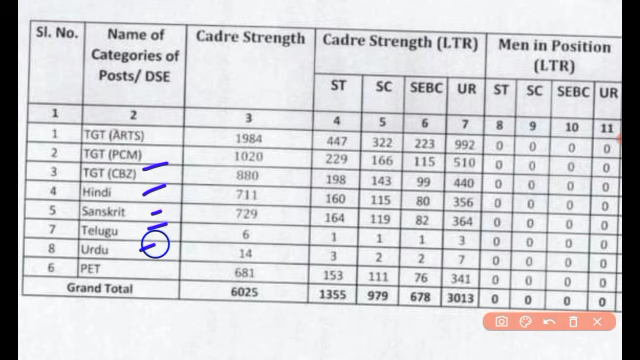 Sl. No. Name of Categories of Posts/ DSE Cadre Strength Cadre Strength (LTR) Men in Position (LTR)
ST SC SEBC UR ST SC SEBC UR
1 2 3 4 5 6 7 8 9 10 11
1 TGT (ARTS) 1984 447 322 223 992 0 0 0 0
2 TGT (PCM) 1020 229 166 115 510 0 0 0 0
3 TGT (CBZ) 880 198 143 99 440 0 0 0 0
4 Hindi 711 160 115 80 356 0 0 0 0
5 Sanskrit 729 164 119 82 364 0 0 0 0
7 Telugu 6 1 1 1 3 0 0 0 0
8 Urdu 14 3 2 2 7 0 0 0 0
6 PET 681 153 111 76 341 0 0 0 0
Grand Total 6025 1355 979 678 3013 0 0 0 0